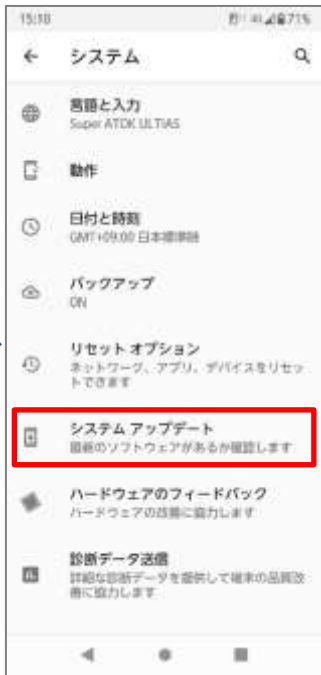 15:10
71%
システム
言語と入力
Super ATOK ULTIAS
動作
日付と時刻
GMT+09:00 日本標準時
バックアップ
ON
リセット オプション
ネットワーク、アプリ、デバイスをリセッ
トできます
システム アップデート
最新のソフトウェアがあるか確認します
ハードウェアのフィードバック
ハードウェアの改善に協力します
診断データ送信
詳細な診断データを提供して端末の品質改
善に協力します